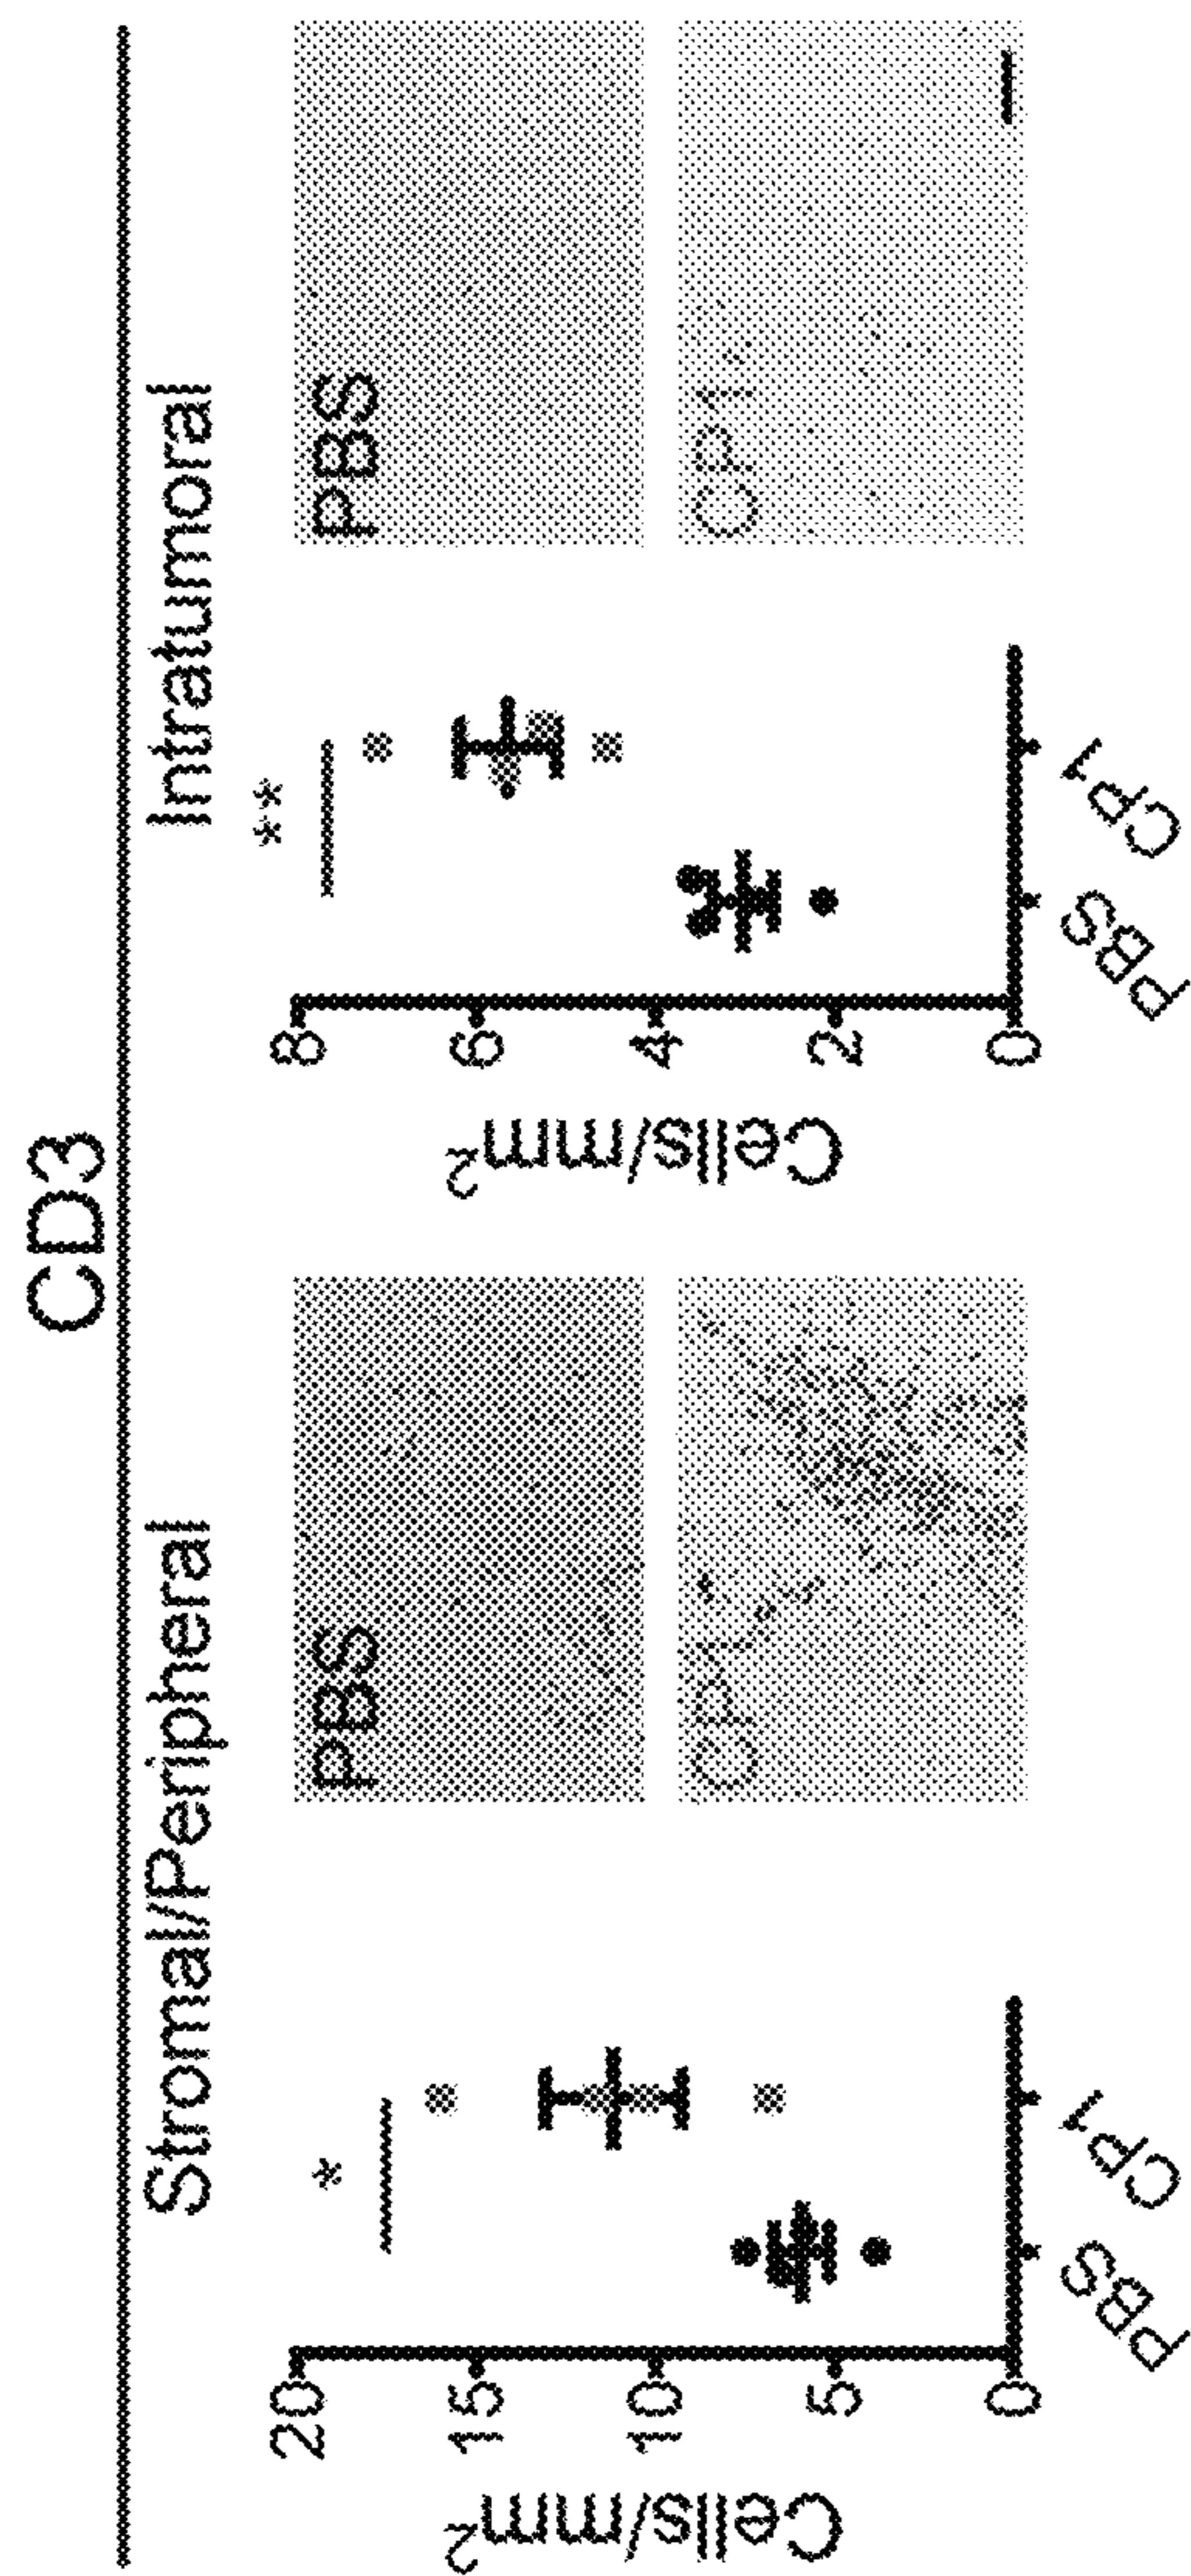 CD3
Stromal/Peripheral
Cells/mm²
20
15
10
5
0
*
PBS
CP1
PBS
CP1
Intratumoral
Cells/mm²
8
6
4
2
0
**
PBS
CP1
PBS
CP1